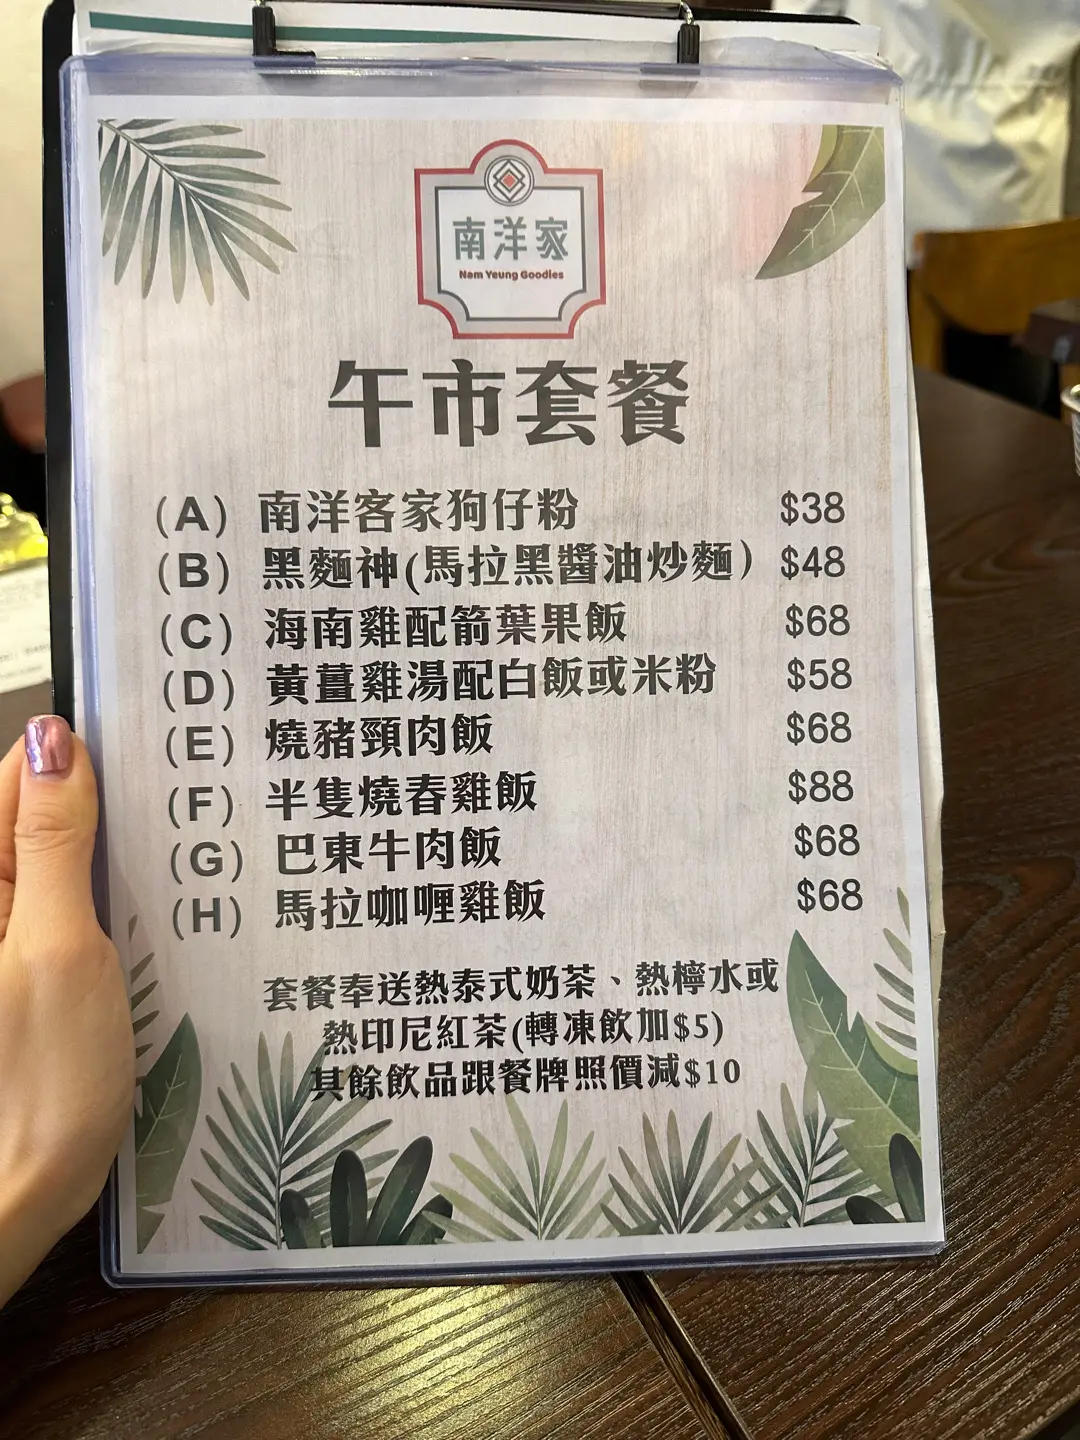 南洋家
Nam Yeung Goodies
午市套餐
(A) 南洋客家狗仔粉 $38
(B) 黑麵神(馬拉黑醬油炒麵) $48
(C) 海南雞配箭葉果飯 $68
(D) 黃薑雞湯配白飯或米粉 $58
(E) 燒豬頸肉飯 $68
(F) 半隻燒春雞飯 $88
(G) 巴東牛肉飯 $68
(H) 馬拉咖喱雞飯 $68
套餐奉送熱泰式奶茶、熱檸水或
熱印尼紅茶(轉凍飲加$5)
其餘飲品跟餐牌照價減$10